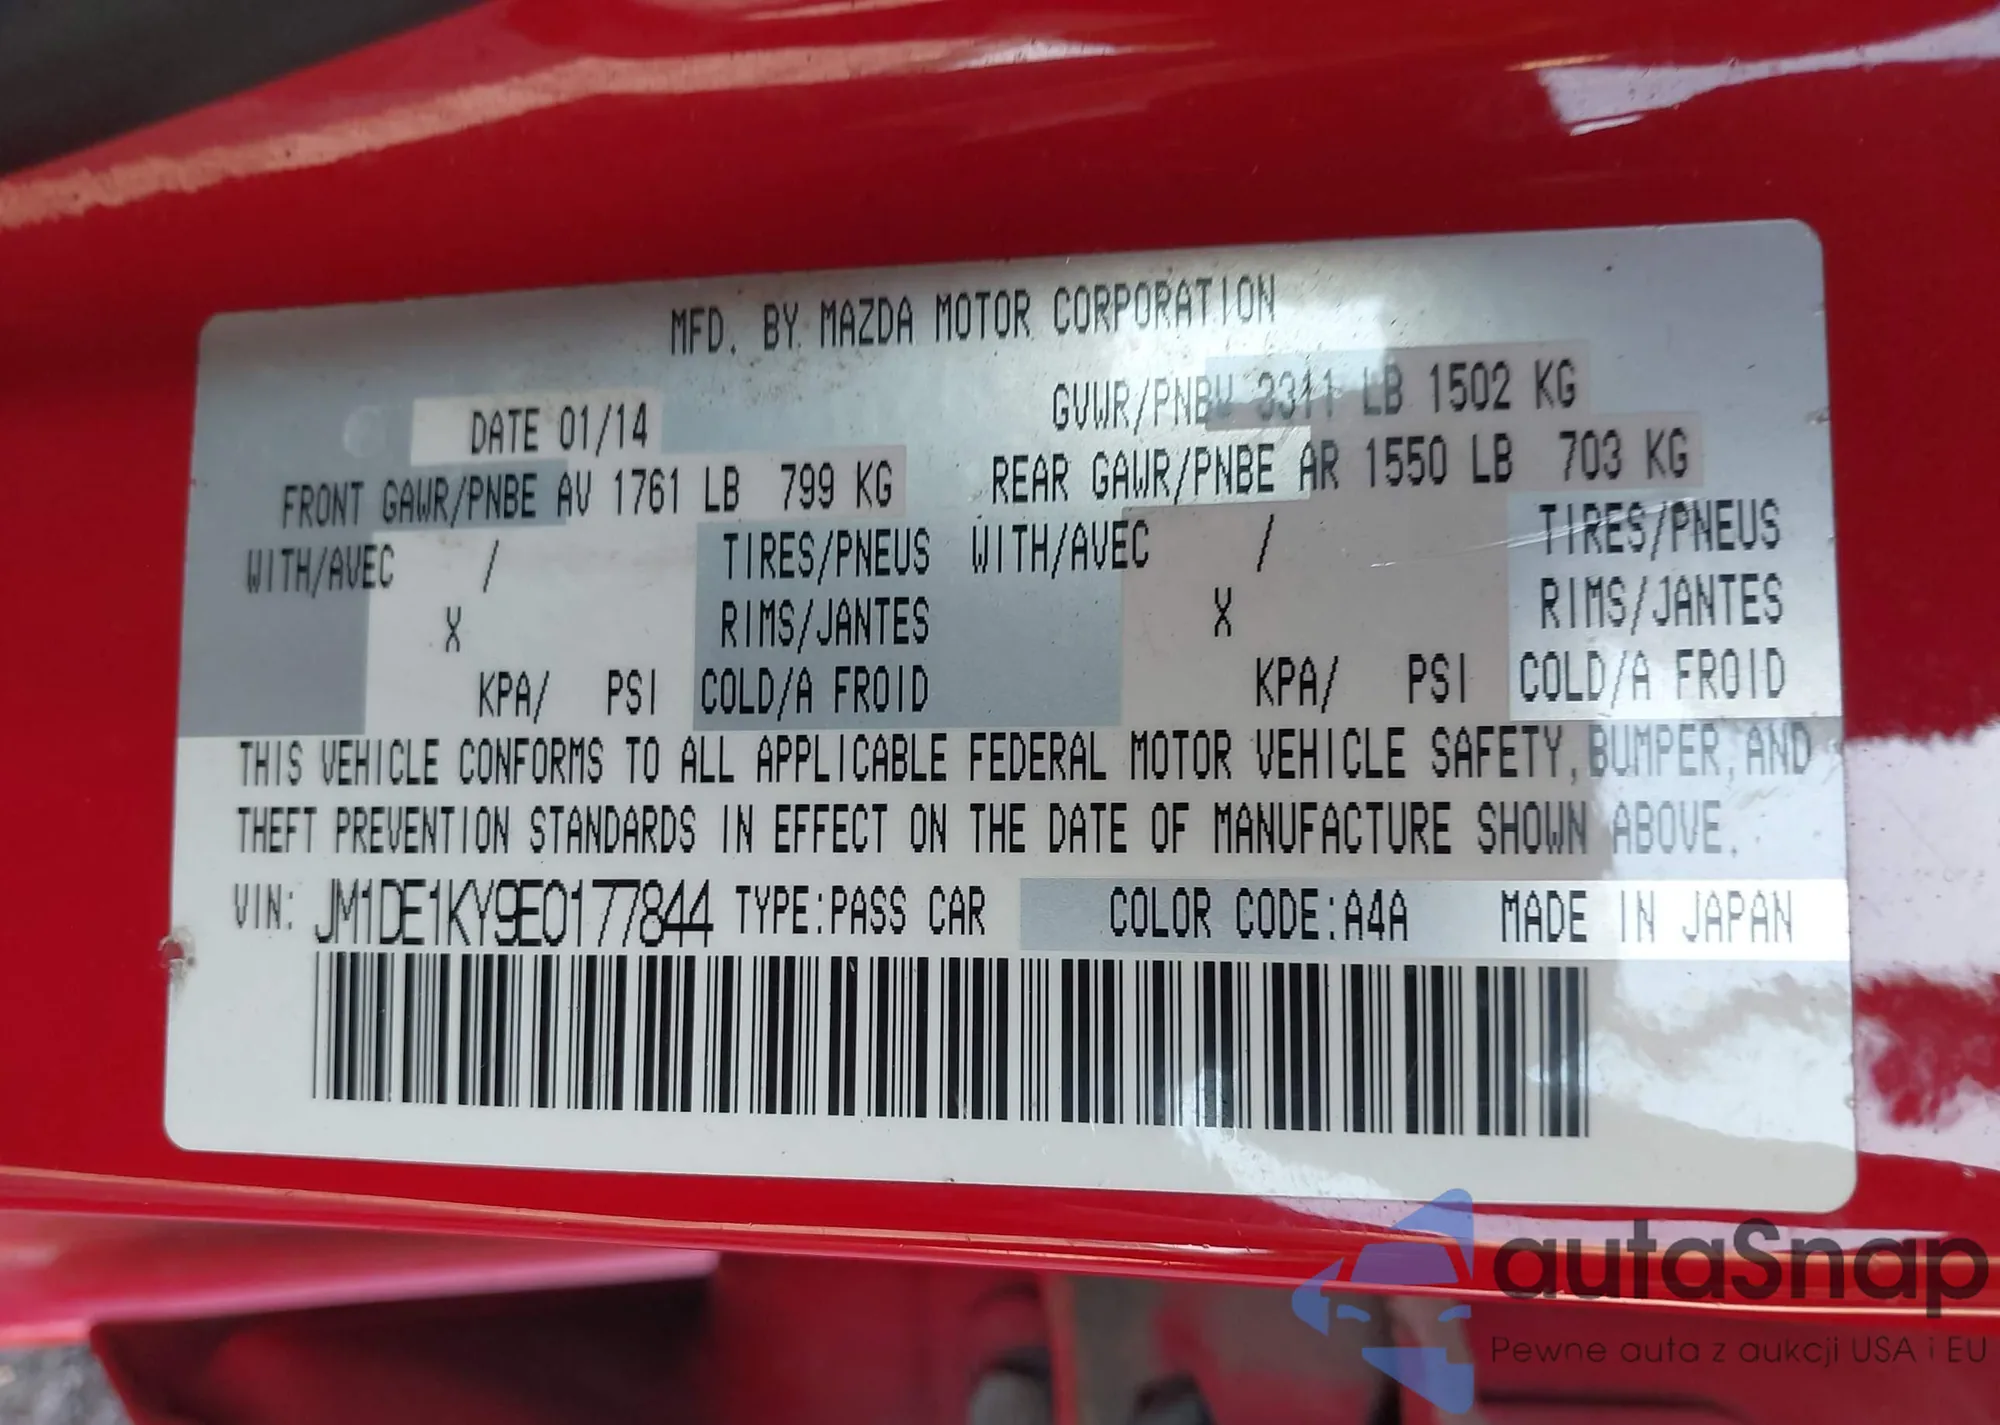 MFD. BY MAZDA MOTOR CORPORATION
DATE 01/14 GVWR/PNBV 3311 LB 1502 KG
FRONT GAWR/PNBE AV 1761 LB 799 KG REAR GAWR/PNBE AR 1550 LB 703 KG
WITH/AVEC / TIRES/PNEUS WITH/AVEC / TIRES/PNEUS
X RIMS/JANTES X RIMS/JANTES
KPA/ PSI COLD/A FROID KPA/ PSI COLD/A FROID
THIS VEHICLE CONFORMS TO ALL APPLICABLE FEDERAL MOTOR VEHICLE SAFETY, BUMPER, AND
THEFT PREVENTION STANDARDS IN EFFECT ON THE DATE OF MANUFACTURE SHOWN ABOVE.
VIN: JM1DE1KY9E0177844 TYPE:PASS CAR COLOR CODE:A4A MADE IN JAPAN
autaSnap
Pewne auta z aukcji USA i EU